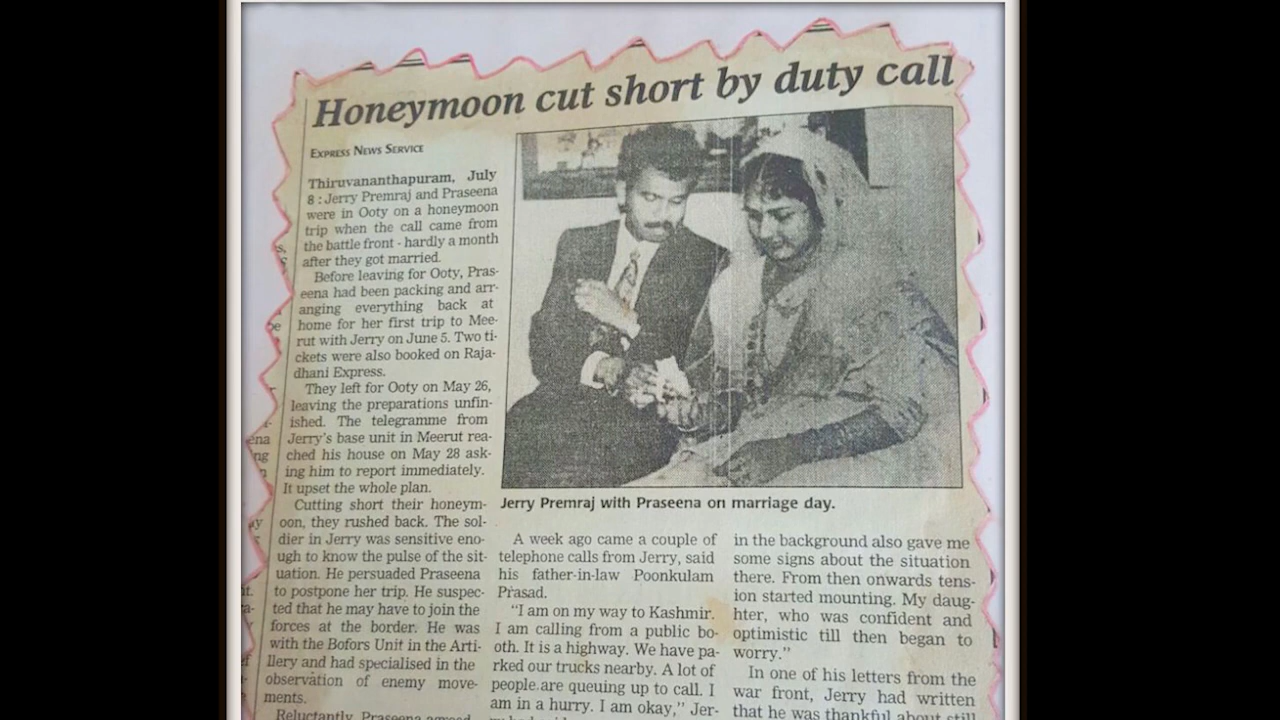 Honeymoon cut short by duty call
EXPRESS NEWS SERVICE
Thiruvananthapuram, July
8 : Jerry Premraj and Praseena
were in Ooty on a honeymoon
trip when the call came from
the battle front - hardly a month
after they got married.
Before leaving for Ooty, Pras-
eena had been packing and arr-
anging everything back at
home for her first trip to Mee-
rut with Jerry on June 5. Two ti-
ckets were also booked on Raja-
dhani Express.
They left for Ooty on May 26,
leaving the preparations unfin-
ished. The telegramme from
Jerry's base unit in Meerut rea-
ched his house on May 28 ask-
ing him to report immediately.
It upset the whole plan.
Cutting short their honeym-
oon, they rushed back. The sol-
dier in Jerry was sensitive eno-
ugh to know the pulse of the sit-
uation. He persuaded Praseena
to postpone her trip. He suspec-
ted that he may have to join the
forces at the border. He was
with the Bofors Unit in the Arti-
llery and had specialised in the
observation of enemy move-
ments.
Reluctantly, Praseena agreed
Jerry Premraj with Praseena on marriage day.
A week ago came a couple of
telephone calls from Jerry, said
his father-in-law Poonkulam
Prasad.
"I am on my way to Kashmir.
I am calling from a public bo-
oth. It is a highway. We have pa-
rked our trucks nearby. A lot of
people are queuing up to call. I
am in a hurry. I am okay," Jer-
in the background also gave me
some signs about the situation
there. From then onwards tens-
ion started mounting. My daug-
hter, who was confident and
optimistic till then began to
worry."
In one of his letters from the
war front, Jerry had written
that he was thankful about still